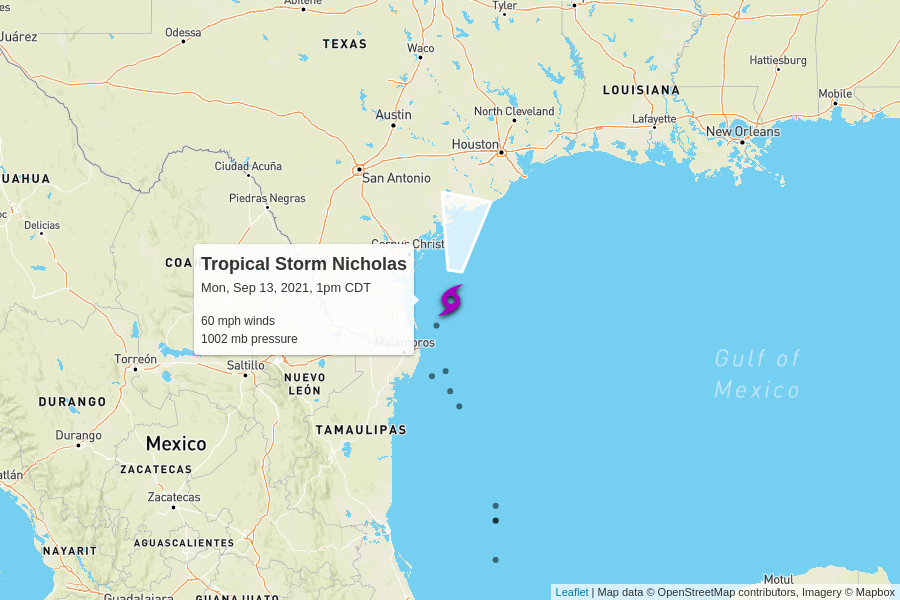 Abilene
Tyler
Juárez
Odessa
TEXAS
Waco
Hattiesburg
LOUISIANA
Mobile
Austin
North Cleveland
Lafayette
New Orleans
Houston
San Antonio
Ciudad Acuña
UAHUA
Piedras Negras
Delicias
Corpus Christ
COA
Tropical Storm Nicholas
Mon, Sep 13, 2021, 1pm CDT
60 mph winds
1002 mb pressure
Matamoros
Torreón
Saltillo
NUEVO
LEÓN
Gulf of
Mexico
DURANGO
TAMAULIPAS
Durango
Mexico
ZACATECAS
Zacatecas
AGUASCALIENTES
NAYARIT
Guadalajara
GUANAJUATO
Motul
Leaflet | Map data © OpenStreetMap contributors, Imagery © Mapbox